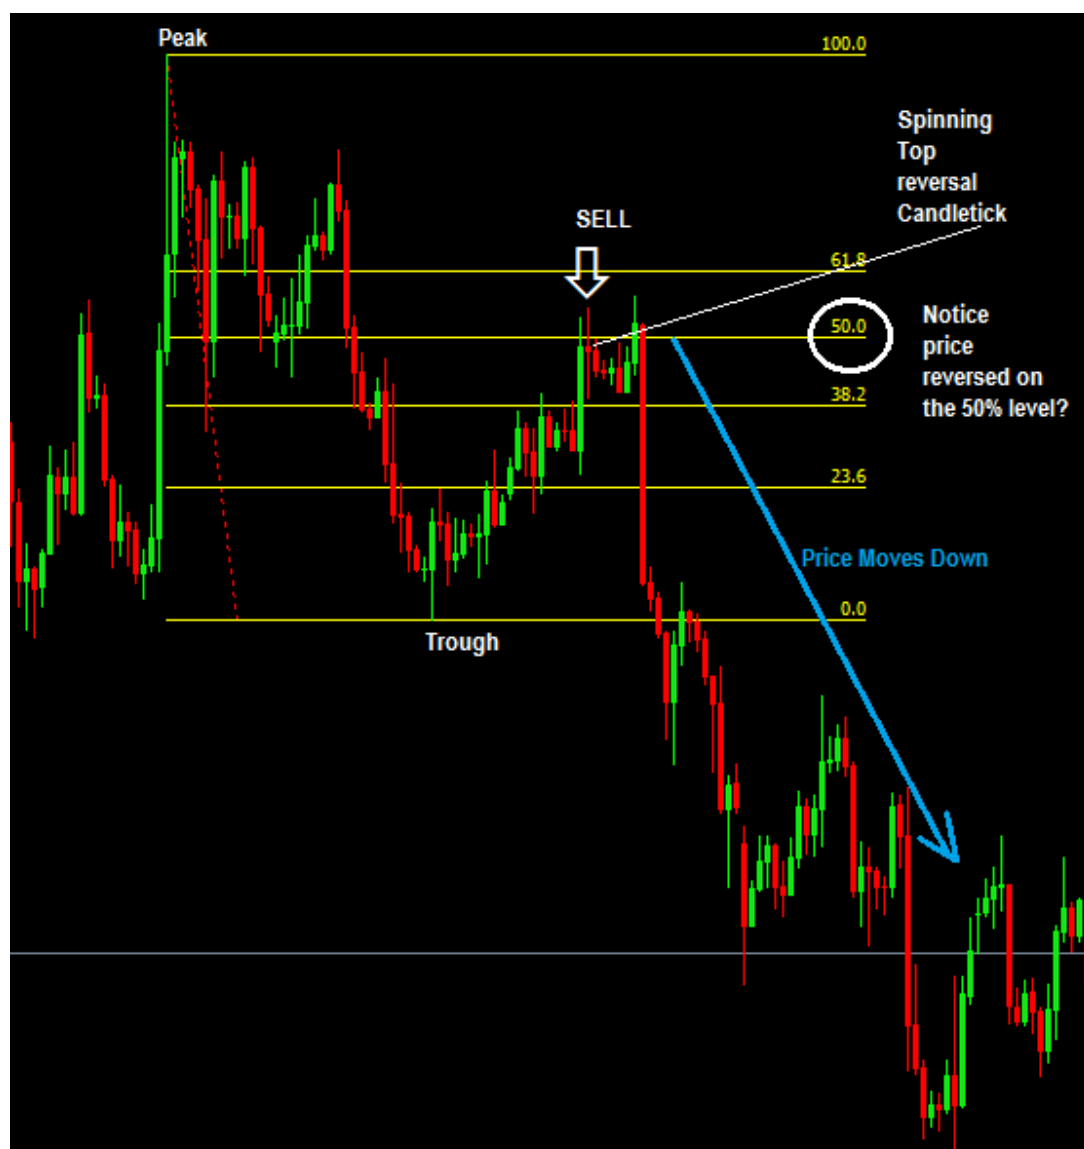 Peak
100.0
Spinning
Top
reversal
Candletick
SELL
61.8
50.0
Notice
price
reversed on
the 50% level?
38.2
23.6
Price Moves Down
0.0
Trough